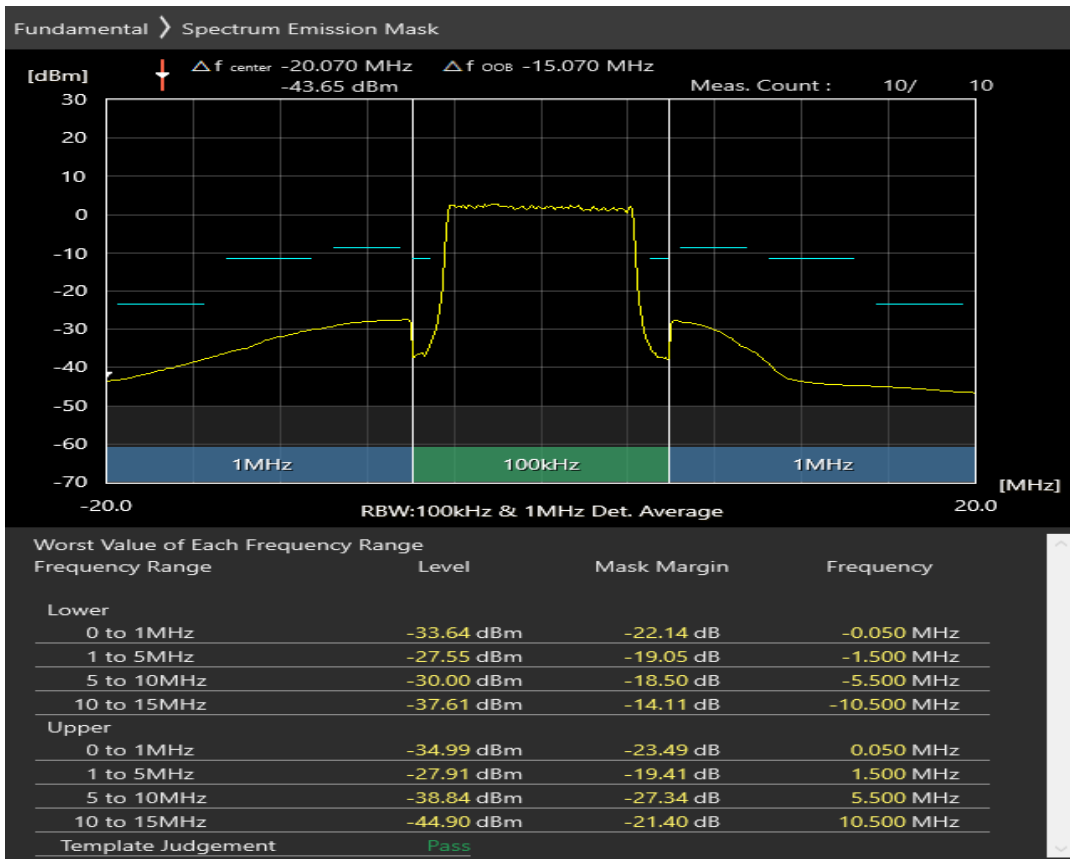 Fundamental ❯ Spectrum Emission Mask
[dBm] △f center -20.070 MHz △f OOB -15.070 MHz
-43.65 dBm Meas. Count : 10/ 10
30
20
10
0
-10
-20
-30
-40
-50
-60
1MHz 100kHz 1MHz
-70 [MHz]
-20.0 RBW:100kHz & 1MHz Det. Average 20.0
Worst Value of Each Frequency Range
Frequency Range Level Mask Margin Frequency
Lower
0 to 1MHz -33.64 dBm -22.14 dB -0.050 MHz
1 to 5MHz -27.55 dBm -19.05 dB -1.500 MHz
5 to 10MHz -30.00 dBm -18.50 dB -5.500 MHz
10 to 15MHz -37.61 dBm -14.11 dB -10.500 MHz
Upper
0 to 1MHz -34.99 dBm -23.49 dB 0.050 MHz
1 to 5MHz -27.91 dBm -19.41 dB 1.500 MHz
5 to 10MHz -38.84 dBm -27.34 dB 5.500 MHz
10 to 15MHz -44.90 dBm -21.40 dB 10.500 MHz
Template Judgement Pass